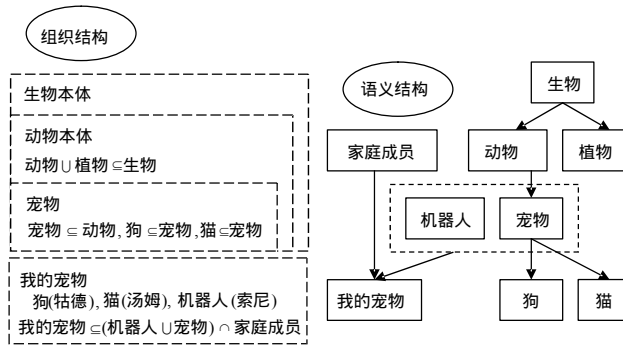 组织结构
生物本体
动物本体
动物∪植物⊆生物
宠物
宠物⊆动物, 狗⊆宠物, 猫⊆宠物
我的宠物
狗(牯德), 猫(汤姆), 机器人(索尼)
我的宠物⊆(机器人∪宠物) ∩ 家庭成员
语义结构
生物
家庭成员
动物
植物
机器人
宠物
我的宠物
狗
猫